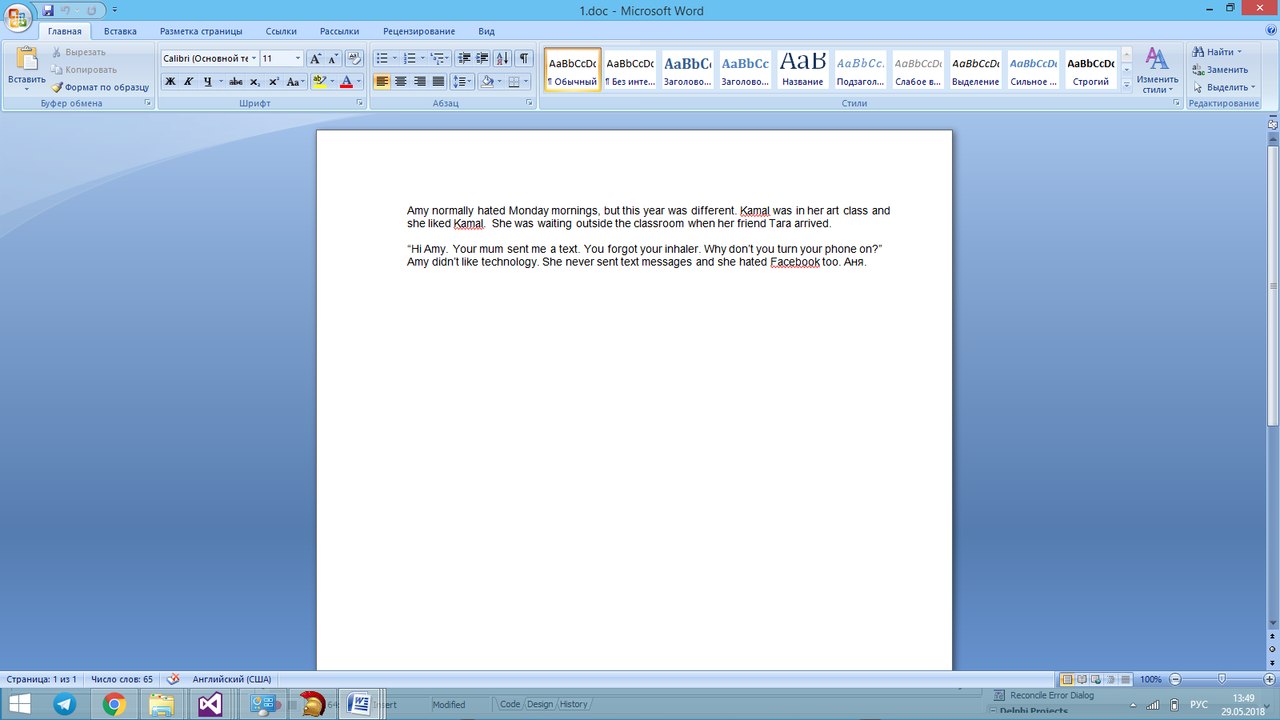 1.doc - Microsoft Word
Главная Вставка Разметка страницы Ссылки Рассылки Рецензирование Вид
Вставить
Вырезать
Копировать
Формат по образцу
Буфер обмена
Calibri (Основной те 11
Ж К Ч abc x₂ x² Aa
Шрифт
Абзац
AaBbCcDc AaBbCcDc AaBbC AaBbCc AaB AaBbCc. AaBbCcDc AaBbCcDc AaBbCcDc AaBbCcDc
¶ Обычный ¶ Без инте... Заголово... Заголово... Название Подзагол... Слабое в... Выделение Сильное ... Строгий
Изменить стили
Стили
Найти
Заменить
Выделить
Редактирование
Amy normally hated Monday mornings, but this year was different. Kamal was in her art class and
she liked Kamal. She was waiting outside the classroom when her friend Tara arrived.
“Hi Amy. Your mum sent me a text. You forgot your inhaler. Why don’t you turn your phone on?”
Amy didn’t like technology. She never sent text messages and she hated Facebook too. Аня.
Страница: 1 из 1 Число слов: 65 Английский (США) 100%
Insert Modified Code Design History
Reconcile Error Dialog
Delphi Projects
РУС
13:49
29.05.2018